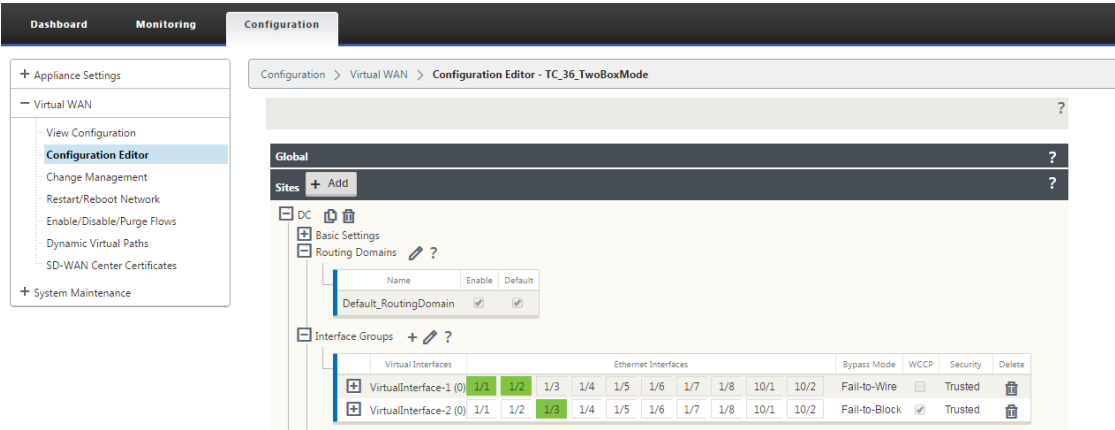 Dashboard Monitoring Configuration
+ Appliance Settings
− Virtual WAN
View Configuration
Configuration Editor
Change Management
Restart/Reboot Network
Enable/Disable/Purge Flows
Dynamic Virtual Paths
SD-WAN Center Certificates
+ System Maintenance
Configuration > Virtual WAN > Configuration Editor - TC_36_TwoBoxMode
?
Global ?
Sites + Add ?
DC
Basic Settings
Routing Domains ?
Name Enable Default
Default_RoutingDomain
Interface Groups + ?
Virtual Interfaces Ethernet Interfaces Bypass Mode WCCP Security Delete
VirtualInterface-1 (0) 1/1 1/2 1/3 1/4 1/5 1/6 1/7 1/8 10/1 10/2 Fail-to-Wire Trusted
VirtualInterface-2 (0) 1/1 1/2 1/3 1/4 1/5 1/6 1/7 1/8 10/1 10/2 Fail-to-Block Trusted